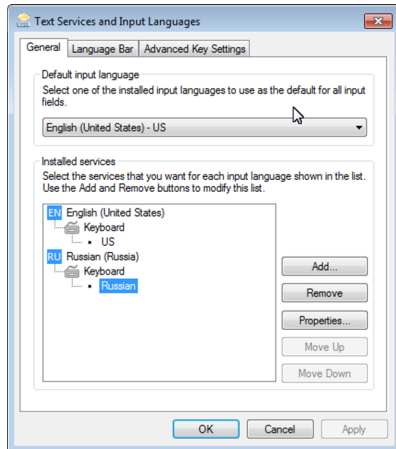 Text Services and Input Languages
General
Language Bar
Advanced Key Settings
Default input language
Select one of the installed input languages to use as the default for all input
fields.
English (United States) - US
Installed services
Select the services that you want for each input language shown in the list.
Use the Add and Remove buttons to modify this list.
EN English (United States)
Keyboard
US
RU Russian (Russia)
Keyboard
Russian
Add...
Remove
Properties...
Move Up
Move Down
OK
Cancel
Apply